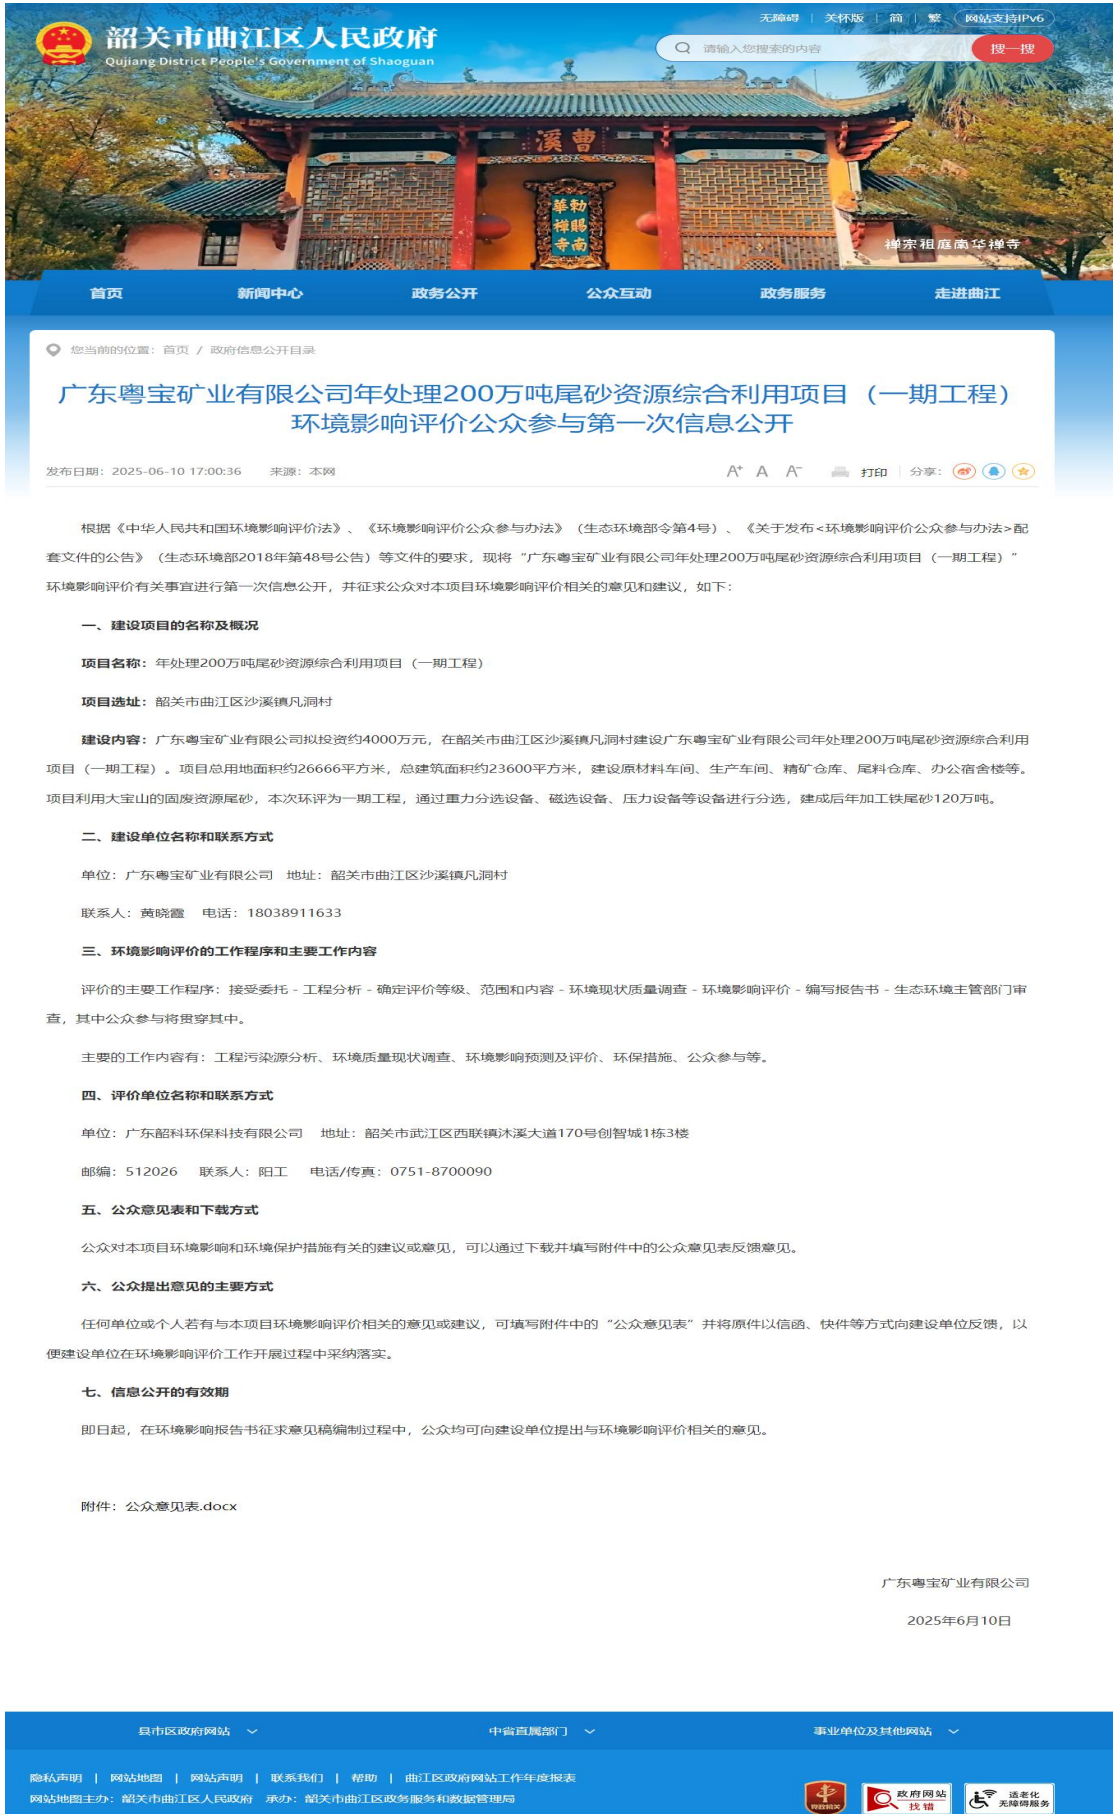 无障碍 | 关怀版 | 简 | 繁 网站支持IPv6
韶关市曲江区人民政府
Qujiang District People's Government of Shaoguan
请输入您搜索的内容 搜一搜
溪曹
華勅
禅賜
寺南
禅宗祖庭南华禅寺
首页 新闻中心 政务公开 公众互动 政务服务 走进曲江
您当前的位置：首页 / 政府信息公开目录
广东粤宝矿业有限公司年处理200万吨尾砂资源综合利用项目（一期工程）
环境影响评价公众参与第一次信息公开
发布日期：2025-06-10 17:00:36 来源：本网 A+ A A- 打印 分享：
根据《中华人民共和国环境影响评价法》、《环境影响评价公众参与办法》（生态环境部令第4号）、《关于发布<环境影响评价公众参与办法>配
套文件的公告》（生态环境部2018年第48号公告）等文件的要求，现将“广东粤宝矿业有限公司年处理200万吨尾砂资源综合利用项目（一期工程）”
环境影响评价有关事宜进行第一次信息公开，并征求公众对本项目环境影响评价相关的意见和建议，如下：
一、建设项目的名称及概况
项目名称：年处理200万吨尾砂资源综合利用项目（一期工程）
项目选址：韶关市曲江区沙溪镇凡洞村
建设内容：广东粤宝矿业有限公司拟投资约4000万元，在韶关市曲江区沙溪镇凡洞村建设广东粤宝矿业有限公司年处理200万吨尾砂资源综合利用
项目（一期工程）。项目总用地面积约26666平方米，总建筑面积约23600平方米，建设原材料车间、生产车间、精矿仓库、尾料仓库、办公宿舍楼等。
项目利用大宝山的固废资源尾砂，本次环评为一期工程，通过重力分选设备、磁选设备、压力设备等设备进行分选，建成后年加工铁尾砂120万吨。
二、建设单位名称和联系方式
单位：广东粤宝矿业有限公司 地址：韶关市曲江区沙溪镇凡洞村
联系人：黄晓霞 电话：18038911633
三、环境影响评价的工作程序和主要工作内容
评价的主要工作程序：接受委托 - 工程分析 - 确定评价等级、范围和内容 - 环境现状质量调查 - 环境影响评价 - 编写报告书 - 生态环境主管部门审
查，其中公众参与将贯穿其中。
主要的工作内容有：工程污染源分析、环境质量现状调查、环境影响预测及评价、环保措施、公众参与等。
四、评价单位名称和联系方式
单位：广东韶科环保科技有限公司 地址：韶关市武江区西联镇沐溪大道170号创智城1栋3楼
邮编：512026 联系人：阳工 电话/传真：0751-8700090
五、公众意见表和下载方式
公众对本项目环境影响和环境保护措施有关的建议或意见，可以通过下载并填写附件中的公众意见表反馈意见。
六、公众提出意见的主要方式
任何单位或个人若有与本项目环境影响评价相关的意见或建议，可填写附件中的“公众意见表”并将原件以信函、快件等方式向建设单位反馈，以
便建设单位在环境影响评价工作开展过程中采纳落实。
七、信息公开的有效期
即日起，在环境影响报告书征求意见稿编制过程中，公众均可向建设单位提出与环境影响评价相关的意见。
附件：公众意见表.docx
广东粤宝矿业有限公司
2025年6月10日
县市区政府网站 中省直属部门 事业单位及其他网站
隐私声明 | 网站地图 | 网站声明 | 联系我们 | 帮助 | 曲江区政府网站工作年度报表
网站地图主办：韶关市曲江区人民政府 承办：韶关市曲江区政务服务和数据管理局
党政机关
政府网站
找错
适老化
无障碍服务